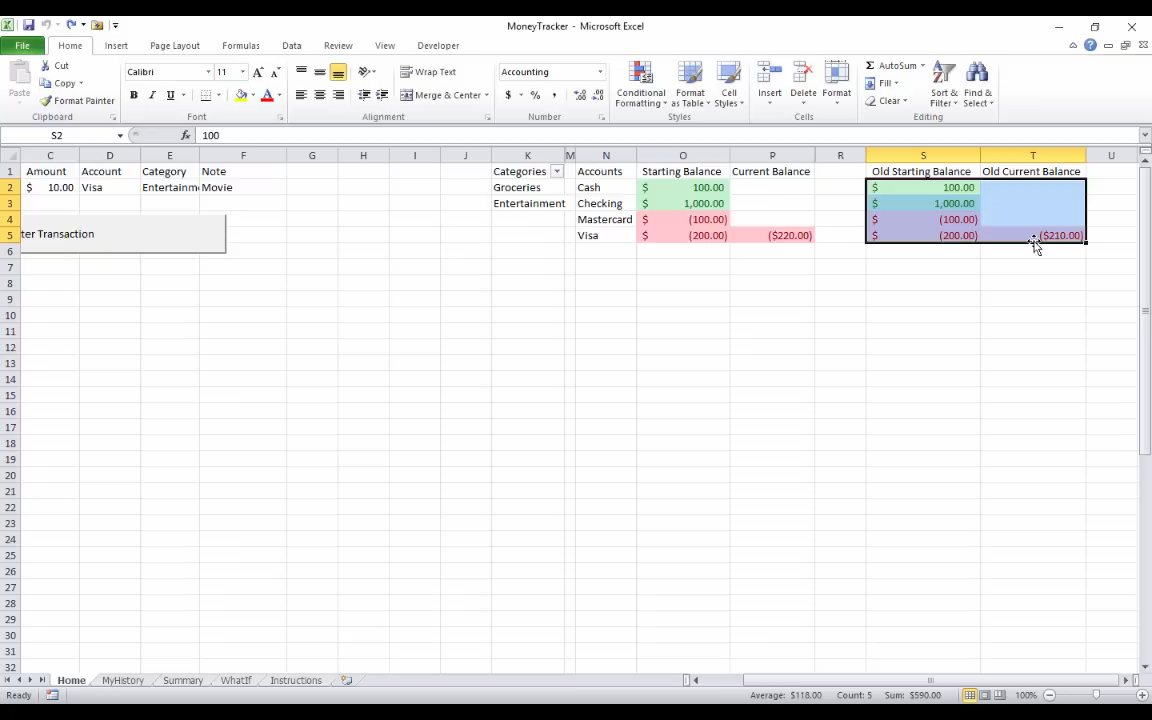 MoneyTracker - Microsoft Excel
File Home Insert Page Layout Formulas Data Review View Developer
Paste Cut Copy Format Painter Clipboard
Calibri 11 A A B I U A Font
Wrap Text Merge & Center Alignment
Accounting $ % , Number
Conditional Formatting Format as Table Cell Styles Styles
Insert Delete Format Cells
Σ AutoSum Fill Clear Sort & Filter Find & Select Editing
S2 fx 100
C D E F G H I J K M N O P R S T U
1 Amount Account Category Note Categories Accounts Starting Balance Current Balance Old Starting Balance Old Current Balance
2 $ 10.00 Visa Entertainm Movie Groceries Cash $ 100.00 $ 100.00
3 Entertainment Checking $ 1,000.00 $ 1,000.00
4 Mastercard $ (100.00) $ (100.00)
ter Transaction
5 Visa $ (200.00) ($220.00) $ (200.00) ($210.00)
6
7
8
9
10
11
12
13
14
15
16
17
18
19
20
21
22
23
24
25
26
27
28
29
30
31
32
Home MyHistory Summary WhatIf Instructions
Ready Average: $118.00 Count: 5 Sum: $590.00 100%